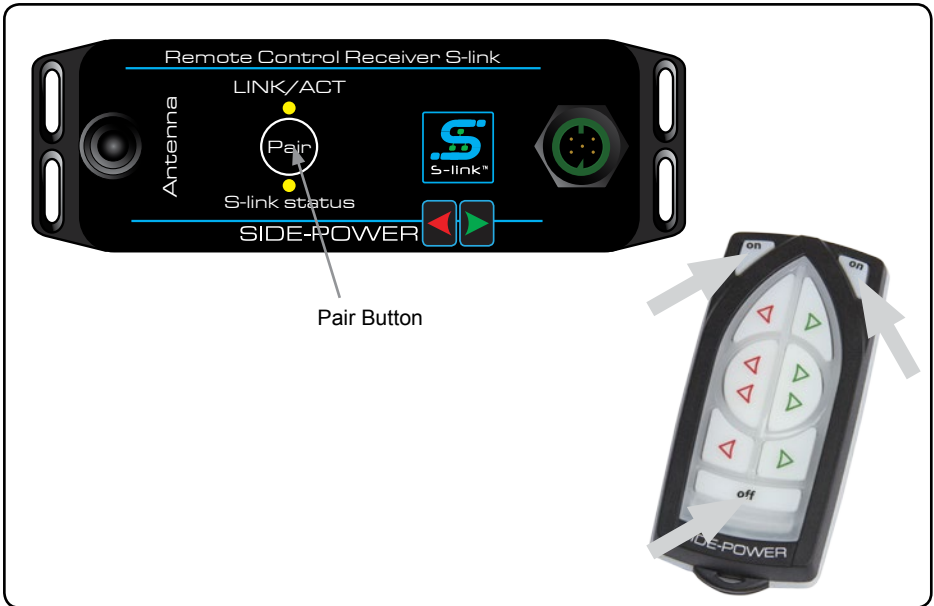 Remote Control Receiver S-link
LINK/ACT
Antenna
Pair
S-link™
S-link status
SIDE-POWER
Pair Button
on
on
off
SIDE-POWER